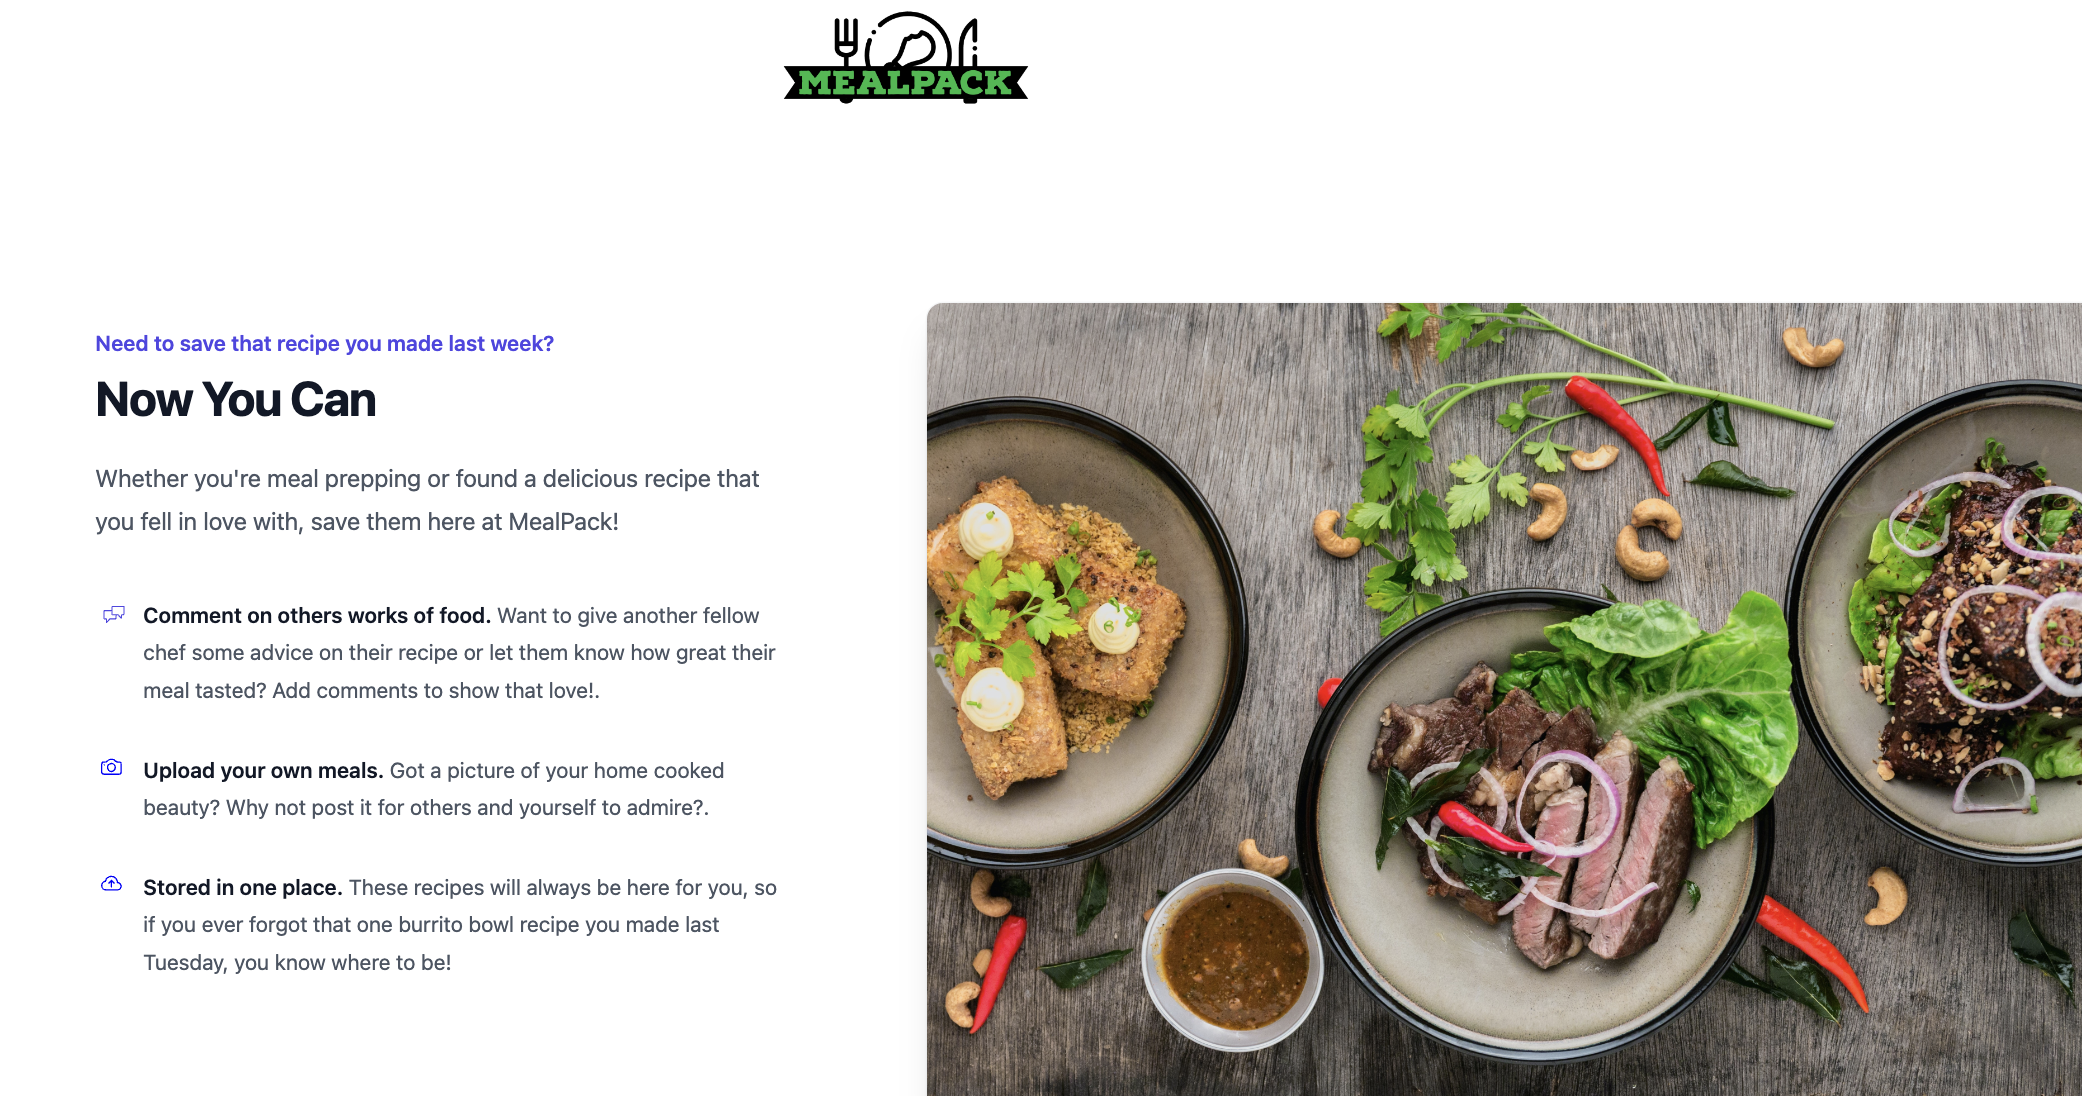 MEALPACK
Need to save that recipe you made last week?
Now You Can
Whether you're meal prepping or found a delicious recipe that
you fell in love with, save them here at MealPack!
Comment on others works of food. Want to give another fellow
chef some advice on their recipe or let them know how great their
meal tasted? Add comments to show that love!.
Upload your own meals. Got a picture of your home cooked
beauty? Why not post it for others and yourself to admire?.
Stored in one place. These recipes will always be here for you, so
if you ever forgot that one burrito bowl recipe you made last
Tuesday, you know where to be!